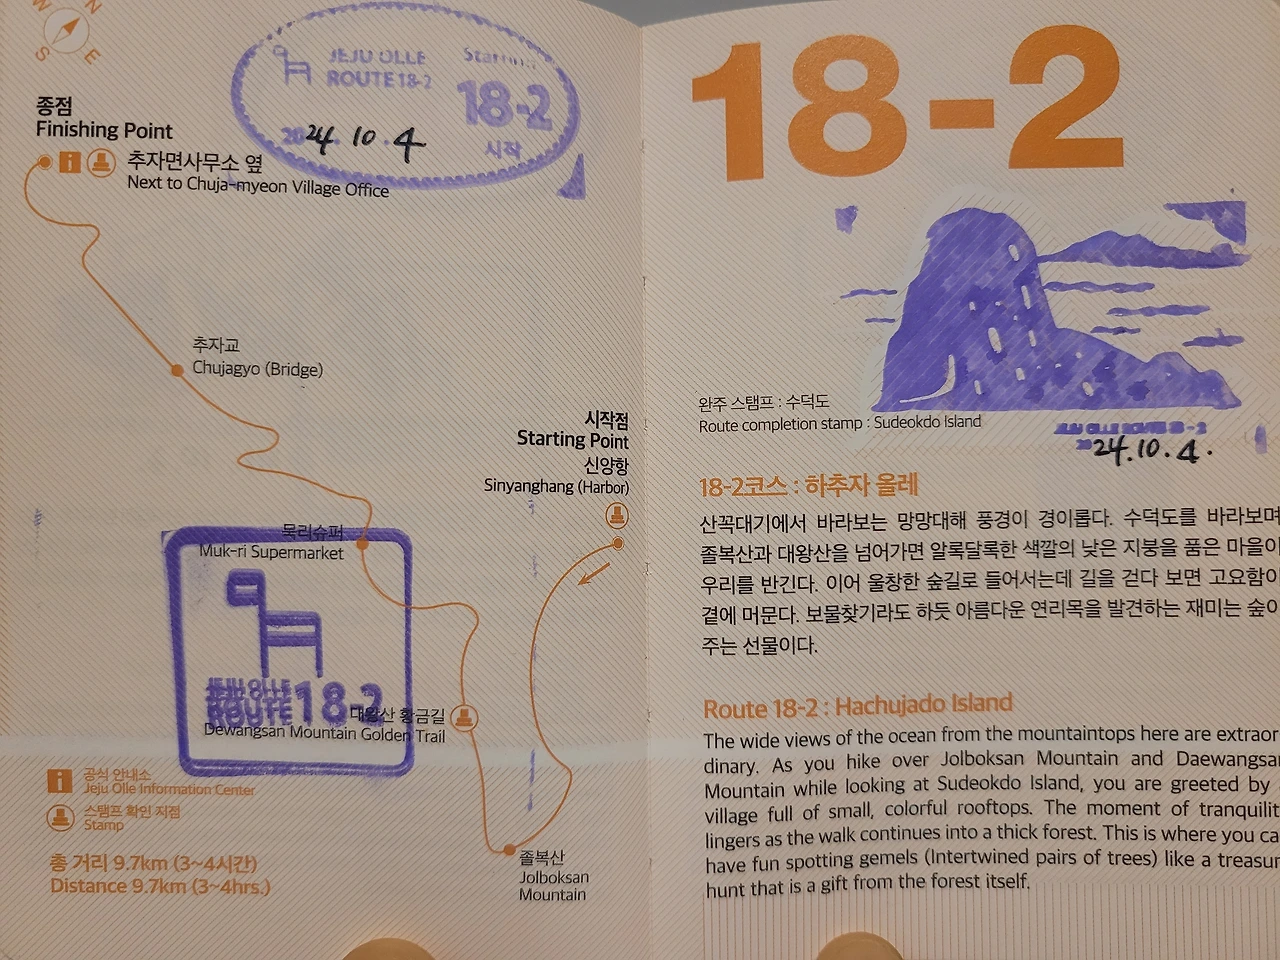 N
W
S
E
JEJU OLLE
ROUTE 18-2
18-2
시작
2024. 10. 4
종점
Finishing Point
추자면사무소 옆
Next to Chuja-myeon Village Office
추자교
Chujagyo (Bridge)
시작점
Starting Point
신양항
Sinyanghang (Harbor)
묵리슈퍼
Muk-ri Supermarket
JEJU OLLE
ROUTE 18-2
대왕산 황금길
Dewangsan Mountain Golden Trail
졸복산
Jolboksan
Mountain
공식 안내소
Jeju Olle Information Center
스탬프 확인 지점
Stamp
총 거리 9.7km (3~4시간)
Distance 9.7km (3~4hrs.)
18-2
완주 스탬프 : 수덕도
Route completion stamp : Sudeokdo Island
JEJU OLLE ROUTE 18-2
2024.10.4.
18-2코스 : 하추자 올레
산꼭대기에서 바라보는 망망대해 풍경이 경이롭다. 수덕도를 바라보며
졸복산과 대왕산을 넘어가면 알록달록한 색깔의 낮은 지붕을 품은 마을이
우리를 반긴다. 이어 울창한 숲길로 들어서는데 길을 걷다 보면 고요함이
곁에 머문다. 보물찾기라도 하듯 아름다운 연리목을 발견하는 재미는 숲이
주는 선물이다.
Route 18-2 : Hachujado Island
The wide views of the ocean from the mountaintops here are extraor
dinary. As you hike over Jolboksan Mountain and Daewangsan
Mountain while looking at Sudeokdo Island, you are greeted by
village full of small, colorful rooftops. The moment of tranquilit
lingers as the walk continues into a thick forest. This is where you ca
have fun spotting gemels (Intertwined pairs of trees) like a treasur
hunt that is a gift from the forest itself.